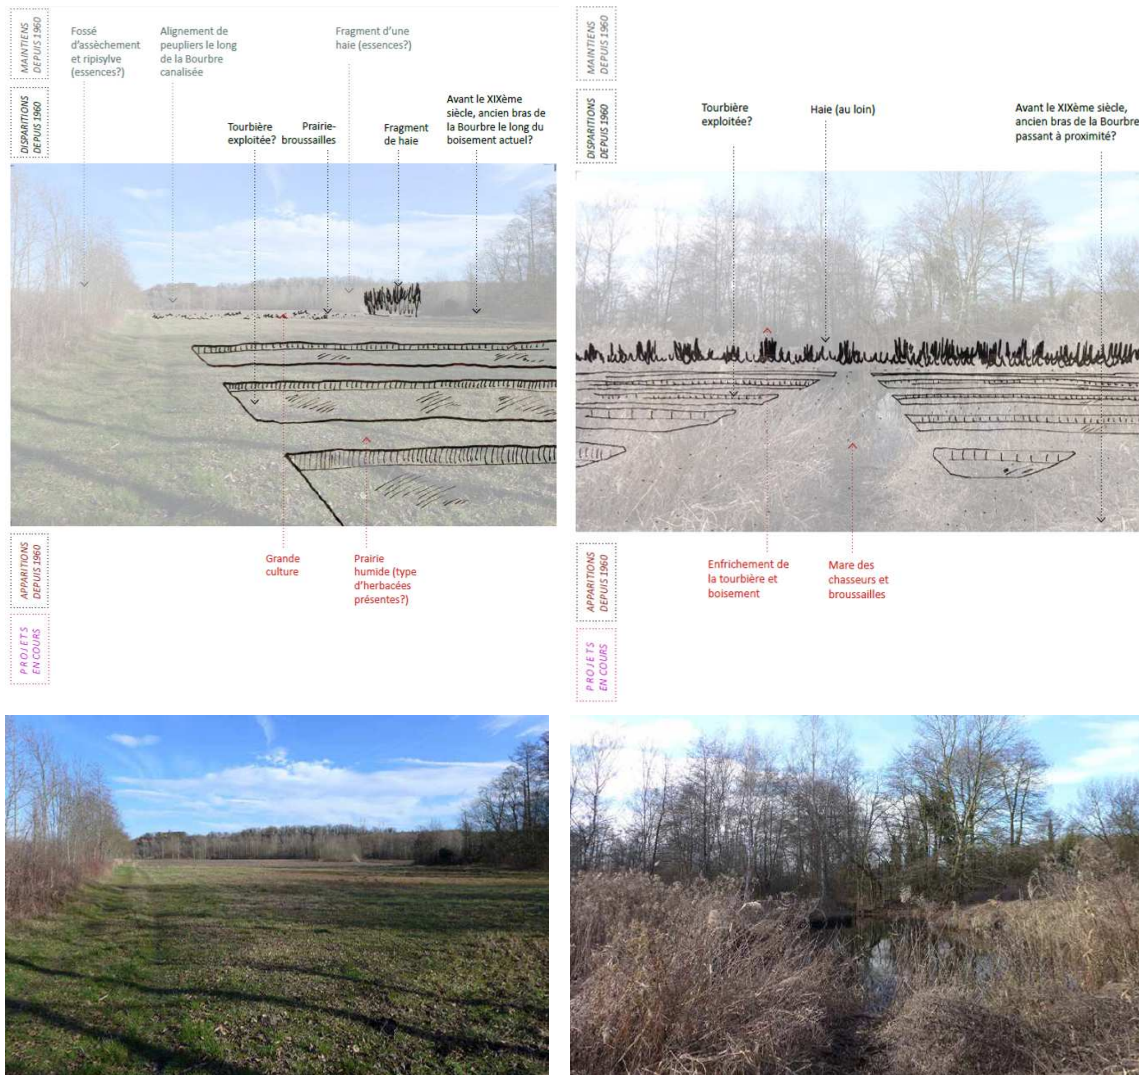 MAINTIENS
DEPUIS 1960
Fossé
d'assèchement
et ripisylve
(essences?)
Alignement de
peupliers le long
de la Bourbre
canalisée
Fragment d'une
haie (essences?)
DISPARITIONS
DEPUIS 1960
Tourbière
exploitée?
Prairie-
broussailles
Fragment
de haie
Avant le XIXème
siècle, ancien bras de
la Bourbre le long du
boisement actuel?
APPARITIONS
DEPUIS 1960
Grande
culture
Prairie
humide (type
d'herbacées
présentes?)
PROJETS
EN COURS
MAINTIENS
DEPUIS 1960
DISPARITIONS
DEPUIS 1960
Tourbière
exploitée?
Haie (au loin)
Avant le XIXème siècle,
ancien bras de la Bourbre
passant à proximité?
APPARITIONS
DEPUIS 1960
Enfrichement de
la tourbière et
boisement
Mare des
chasseurs et
broussailles
PROJETS
EN COURS